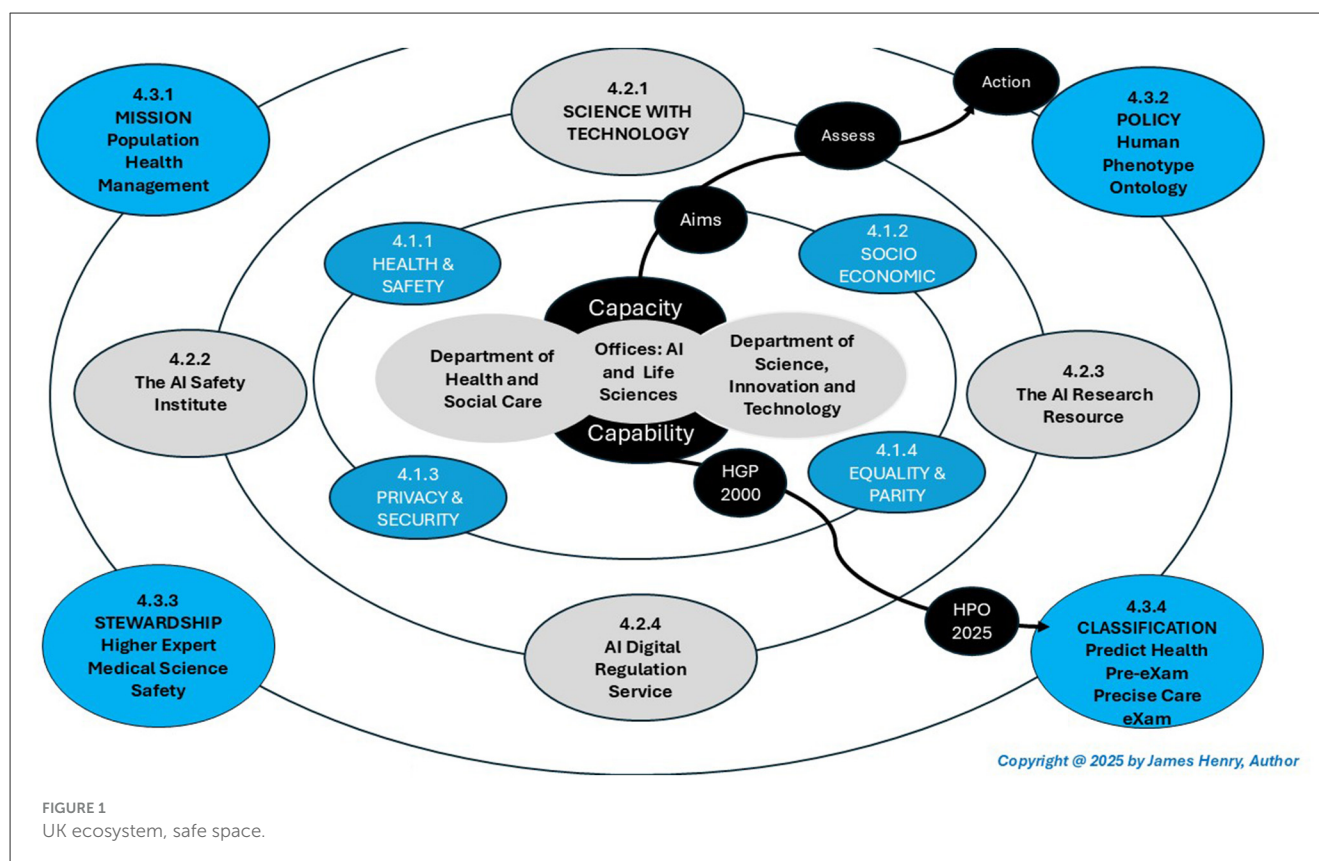 Action
4.3.1
MISSION
Population
Health
Management
4.2.1
SCIENCE WITH
TECHNOLOGY
Assess
4.3.2
POLICY
Human
Phenotype
Ontology
Aims
4.1.1
HEALTH &
SAFETY
4.1.2
SOCIO
ECONOMIC
Capacity
Department of
Health and
Social Care
Offices: AI
and Life
Sciences
Department of
Science,
Innovation and
Technology
Capability
4.2.2
The AI Safety
Institute
4.2.3
The AI Research
Resource
4.1.3
PRIVACY &
SECURITY
HGP
2000
4.1.4
EQUALITY &
PARITY
4.3.3
STEWARDSHIP
Higher Expert
Medical Science
Safety
4.2.4
AI Digital
Regulation
Service
HPO
2025
4.3.4
CLASSIFICATION
Predict Health
Pre-eXam
Precise Care
eXam
Copyright @ 2025 by James Henry, Author
FIGURE 1
UK ecosystem, safe space.